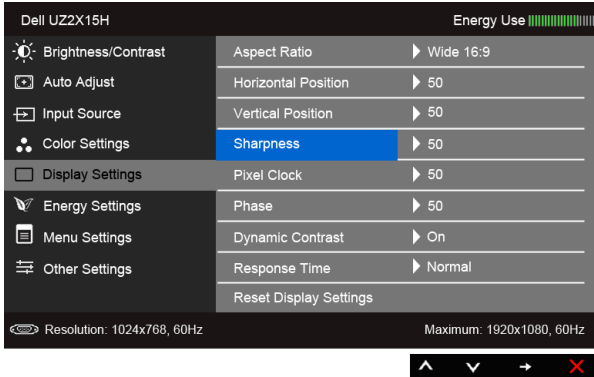 Dell UZ2X15H Energy Use
Brightness/Contrast Aspect Ratio Wide 16:9
Auto Adjust Horizontal Position 50
Input Source Vertical Position 50
Color Settings Sharpness 50
Display Settings Pixel Clock 50
Energy Settings Phase 50
Menu Settings Dynamic Contrast On
Other Settings Response Time Normal
Reset Display Settings
Resolution: 1024x768, 60Hz Maximum: 1920x1080, 60Hz